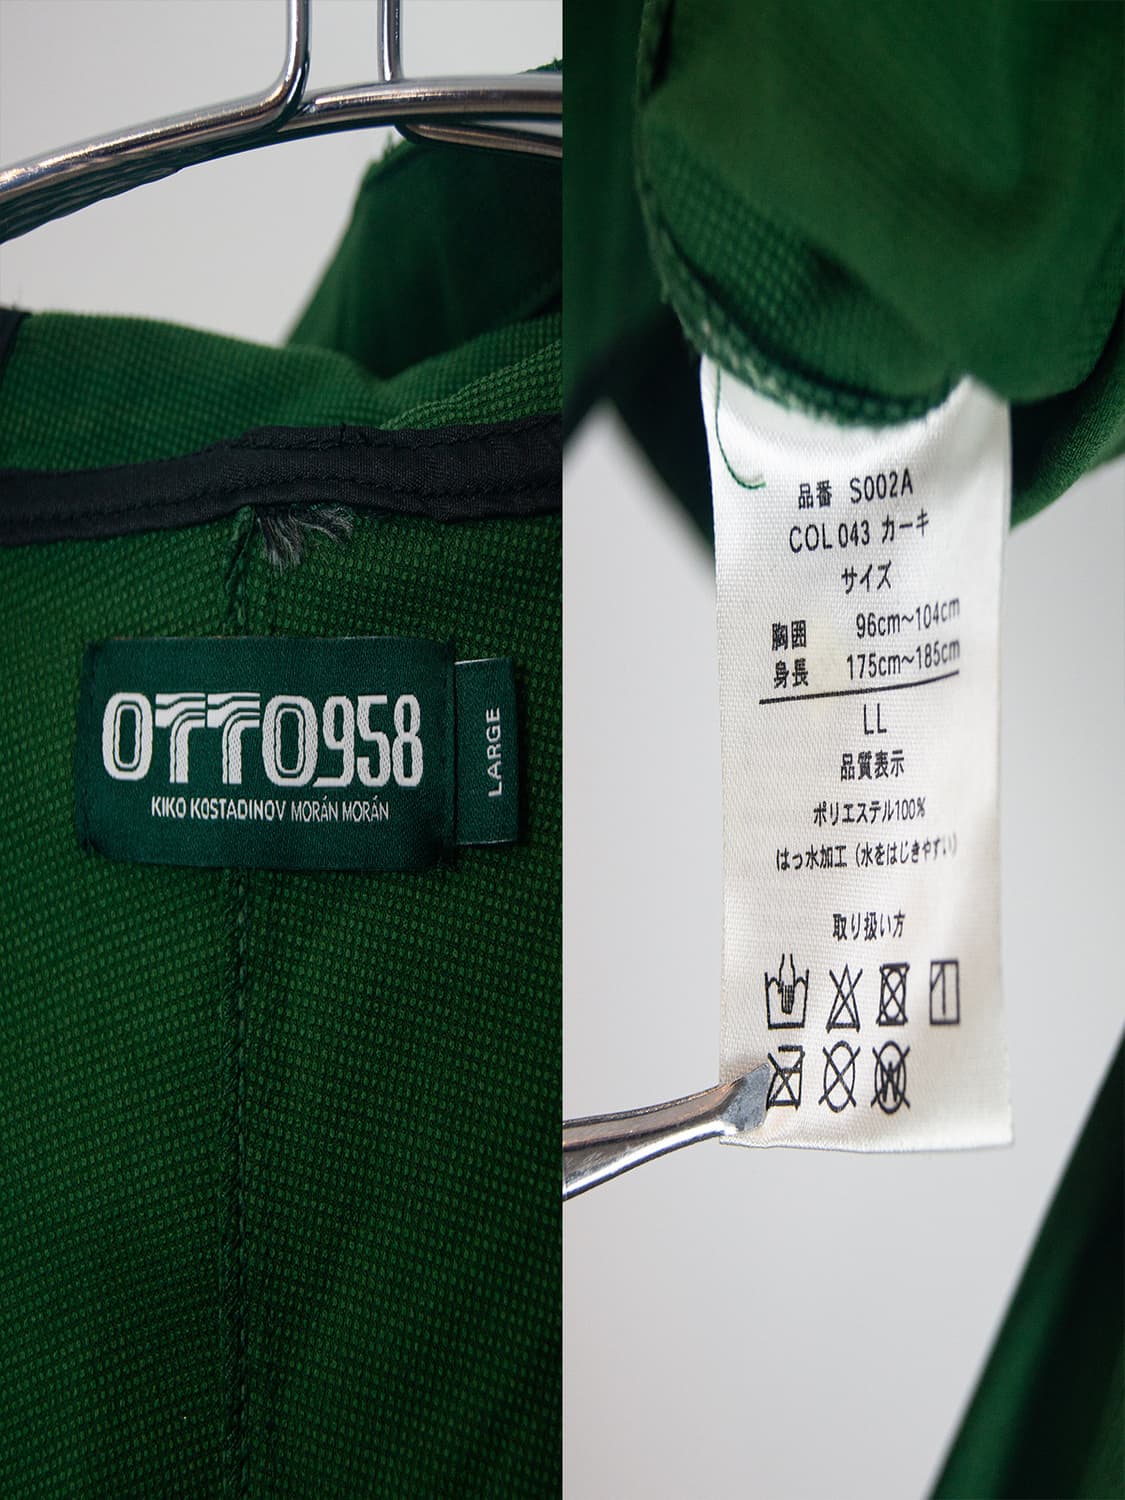 OTTO958
KIKO KOSTADINOV MORÁN MORÁN
LARGE
品番 S002A
COL043 カーキ
サイズ
胸囲 96cm~104cm
身長 175cm~185cm
LL
品質表示
ポリエステル100%
はっ水加工(水をはじきやすい)
取り扱い方
W